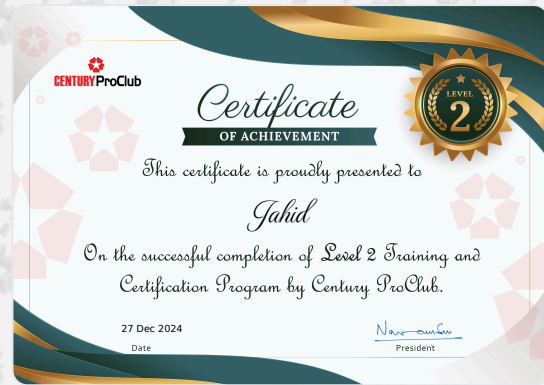 CENTURY ProClub
Certificate
OF ACHIEVEMENT
LEVEL
2
This certificate is proudly presented to
Jahid
On the successful completion of Level 2 Training and
Certification Program by Century ProClub.
27 Dec 2024
Date
President